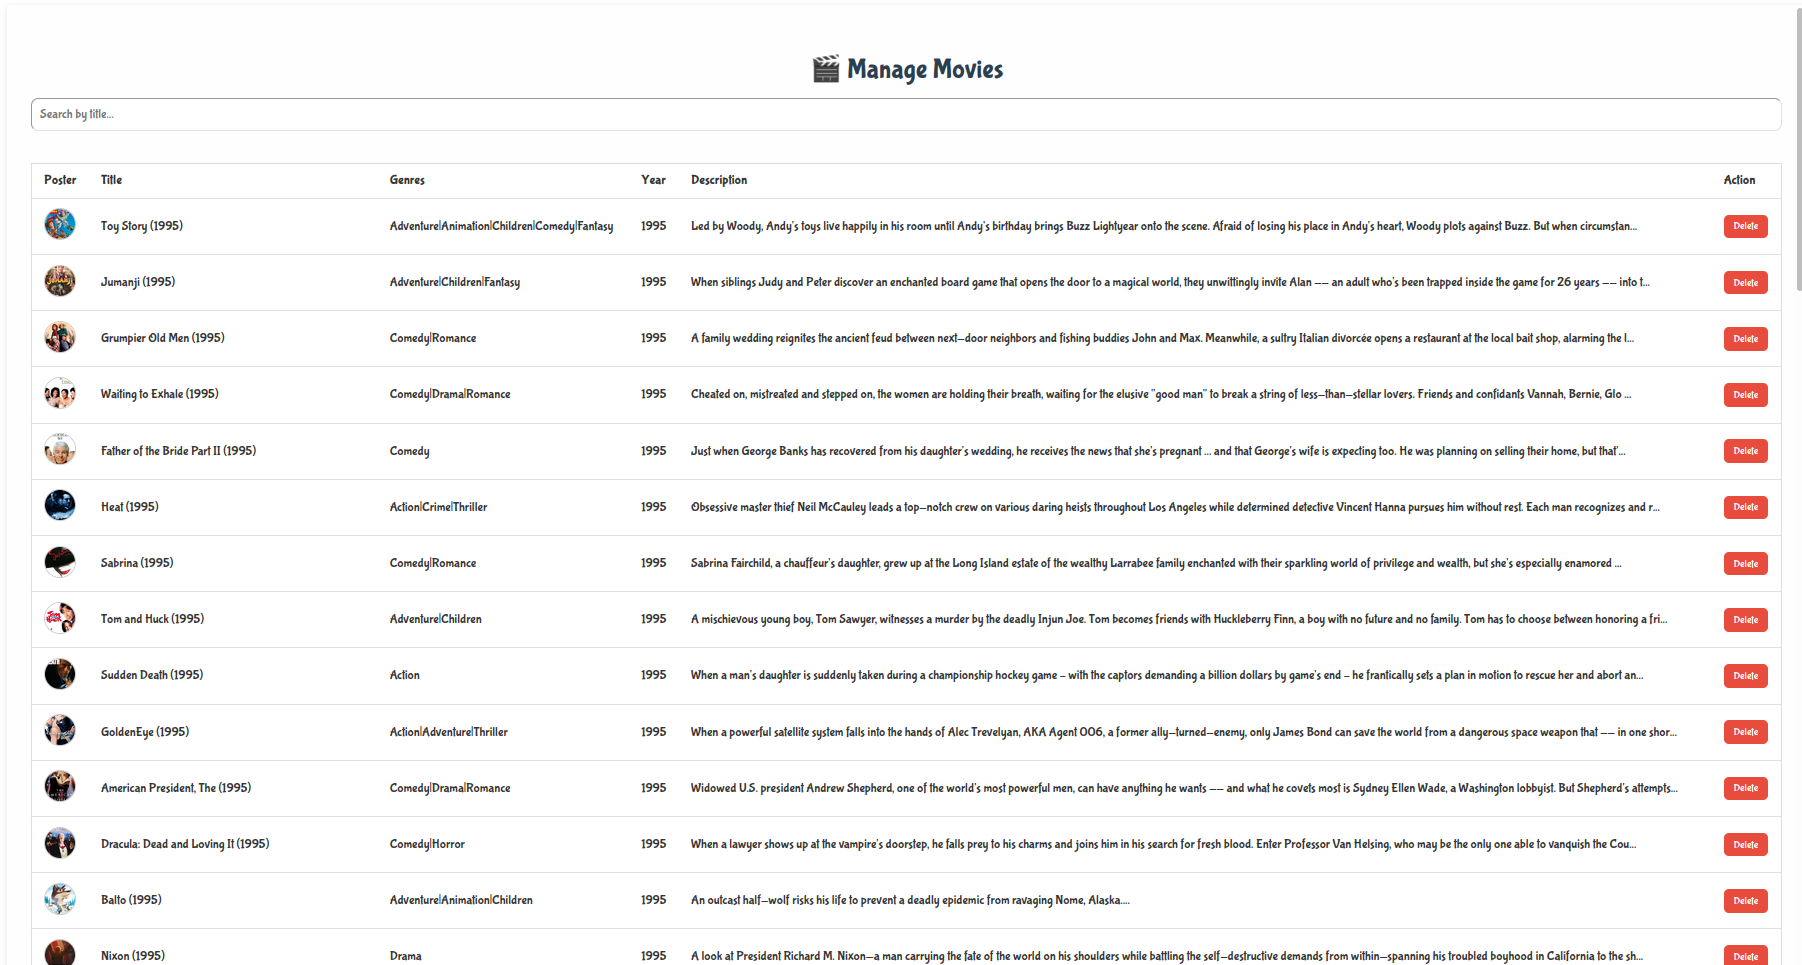 🎬 Manage Movies
Search by title...
Poster Title Genres Year Description Action
Toy Story (1995) Adventure|Animation|Children|Comedy|Fantasy 1995 Led by Woody, Andy's toys live happily in his room until Andy's birthday brings Buzz Lightyear onto the scene. Afraid of losing his place in Andy's heart, Woody plots against Buzz. But when circumstan... Delete
Jumanji (1995) Adventure|Children|Fantasy 1995 When siblings Judy and Peter discover an enchanted board game that opens the door to a magical world, they unwittingly invite Alan -- an adult who's been trapped inside the game for 26 years -- into t... Delete
Grumpier Old Men (1995) Comedy|Romance 1995 A family wedding reignites the ancient feud between next-door neighbors and fishing buddies John and Max. Meanwhile, a sultry Italian divorcée opens a restaurant at the local bait shop, alarming the l... Delete
Waiting to Exhale (1995) Comedy|Drama|Romance 1995 Cheated on, mistreated and stepped on, the women are holding their breath, waiting for the elusive "good man" to break a string of less-than-stellar lovers. Friends and confidants Vannah, Bernie, Glo ... Delete
Father of the Bride Part II (1995) Comedy 1995 Just when George Banks has recovered from his daughter's wedding, he receives the news that she's pregnant ... and that George's wife is expecting too. He was planning on selling their home, but that'... Delete
Heat (1995) Action|Crime|Thriller 1995 Obsessive master thief Neil McCauley leads a top-notch crew on various daring heists throughout Los Angeles while determined detective Vincent Hanna pursues him without rest. Each man recognizes and r... Delete
Sabrina (1995) Comedy|Romance 1995 Sabrina Fairchild, a chauffeur's daughter, grew up at the Long Island estate of the wealthy Larrabee family enchanted with their sparkling world of privilege and wealth, but she's especially enamored ... Delete
Tom and Huck (1995) Adventure|Children 1995 A mischievous young boy, Tom Sawyer, witnesses a murder by the deadly Injun Joe. Tom becomes friends with Huckleberry Finn, a boy with no future and no family. Tom has to choose between honoring a fri... Delete
Sudden Death (1995) Action 1995 When a man's daughter is suddenly taken during a championship hockey game – with the captors demanding a billion dollars by game's end – he frantically sets a plan in motion to rescue her and abort an... Delete
GoldenEye (1995) Action|Adventure|Thriller 1995 When a powerful satellite system falls into the hands of Alec Trevelyan, AKA Agent 006, a former ally-turned-enemy, only James Bond can save the world from a dangerous space weapon that -- in one shor... Delete
American President, The (1995) Comedy|Drama|Romance 1995 Widowed U.S. president Andrew Shepherd, one of the world's most powerful men, can have anything he wants -- and what he covets most is Sydney Ellen Wade, a Washington lobbyist. But Shepherd's attempts... Delete
Dracula: Dead and Loving It (1995) Comedy|Horror 1995 When a lawyer shows up at the vampire's doorstep, he falls prey to his charms and joins him in his search for fresh blood. Enter Professor Van Helsing, who may be the only one able to vanquish the Cou... Delete
Balto (1995) Adventure|Animation|Children 1995 An outcast half-wolf risks his life to prevent a deadly epidemic from ravaging Nome, Alaska.... Delete
Nixon (1995) Drama 1995 A look at President Richard M. Nixon—a man carrying the fate of the world on his shoulders while battling the self-destructive demands from within—spanning his troubled boyhood in California to the sh... Delete